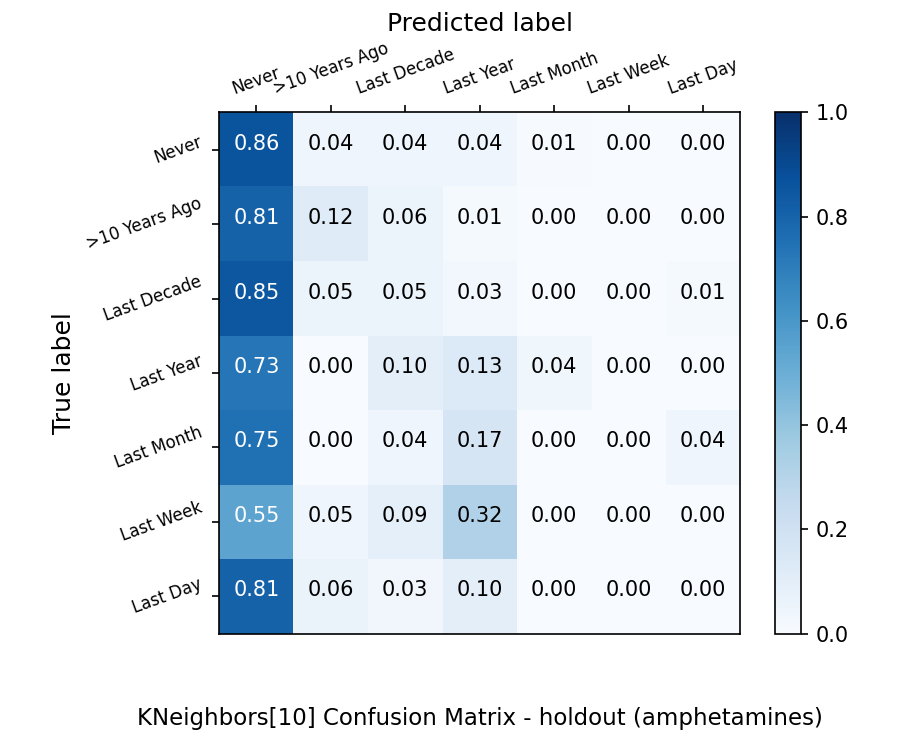 Predicted label
Never >10 Years Ago Last Decade Last Year Last Month Last Week Last Day
True label
Never 0.86 0.04 0.04 0.04 0.01 0.00 0.00
>10 Years Ago 0.81 0.12 0.06 0.01 0.00 0.00 0.00
Last Decade 0.85 0.05 0.05 0.03 0.00 0.00 0.01
Last Year 0.73 0.00 0.10 0.13 0.04 0.00 0.00
Last Month 0.75 0.00 0.04 0.17 0.00 0.00 0.04
Last Week 0.55 0.05 0.09 0.32 0.00 0.00 0.00
Last Day 0.81 0.06 0.03 0.10 0.00 0.00 0.00
1.0
0.8
0.6
0.4
0.2
0.0
KNeighbors[10] Confusion Matrix - holdout (amphetamines)